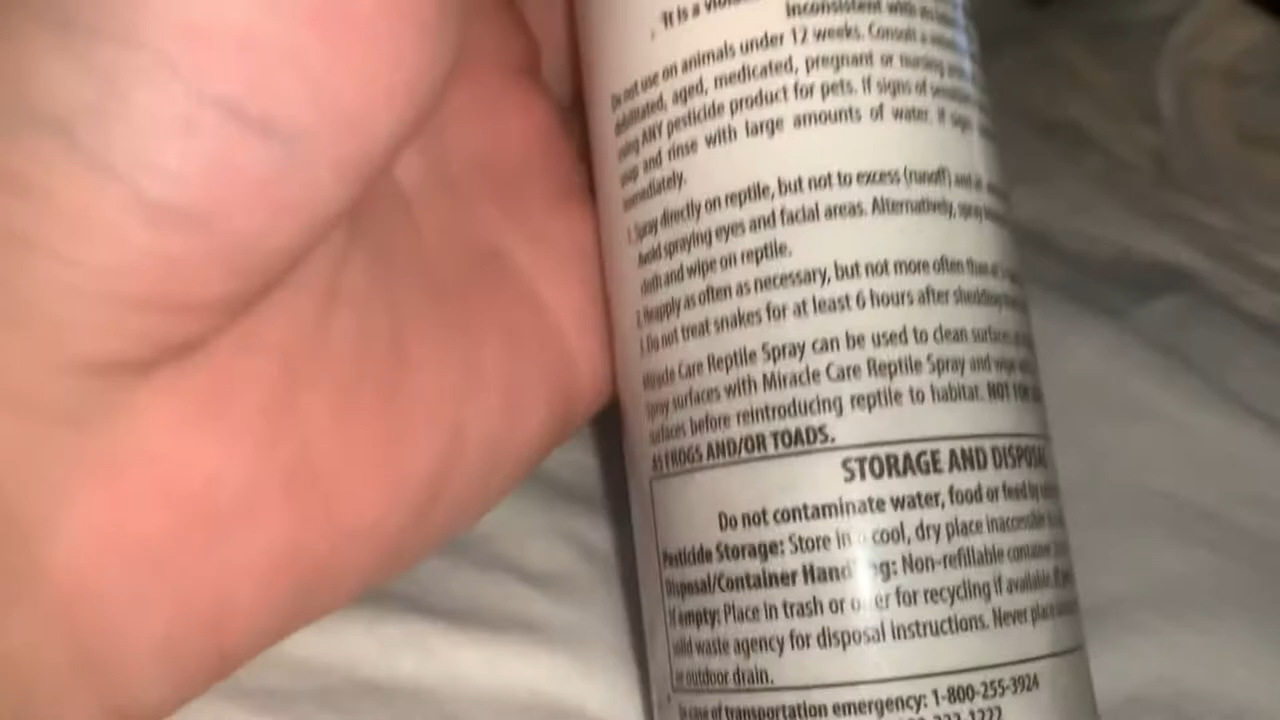 It is a
inconsistent with
Do not use on animals under 12 weeks. Consult a
debilitated, aged, medicated, pregnant or nursing
using ANY pesticide product for pets. If signs of
soap and rinse with large amounts of water. If signs
immediately.
1. Spray directly on reptile, but not to excess (runoff) and
Avoid spraying eyes and facial areas. Alternatively, spray
cloth and wipe on reptile.
2. Reapply as often as necessary, but not more often than
3. Do not treat snakes for at least 6 hours after shedding
Miracle Care Reptile Spray can be used to clean surfaces
Spray surfaces with Miracle Care Reptile Spray and wipe
surfaces before reintroducing reptile to habitat. NOT FOR
AS FROGS AND/OR TOADS.
STORAGE AND DISPOSAL
Do not contaminate water, food or feed by
Pesticide Storage: Store in a cool, dry place inaccessible
Disposal/Container Handling: Non-refillable container.
If empty: Place in trash or offer for recycling if available. If
solid waste agency for disposal instructions. Never place
or outdoor drain.
In case of transportation emergency: 1-800-255-3924
222-1222